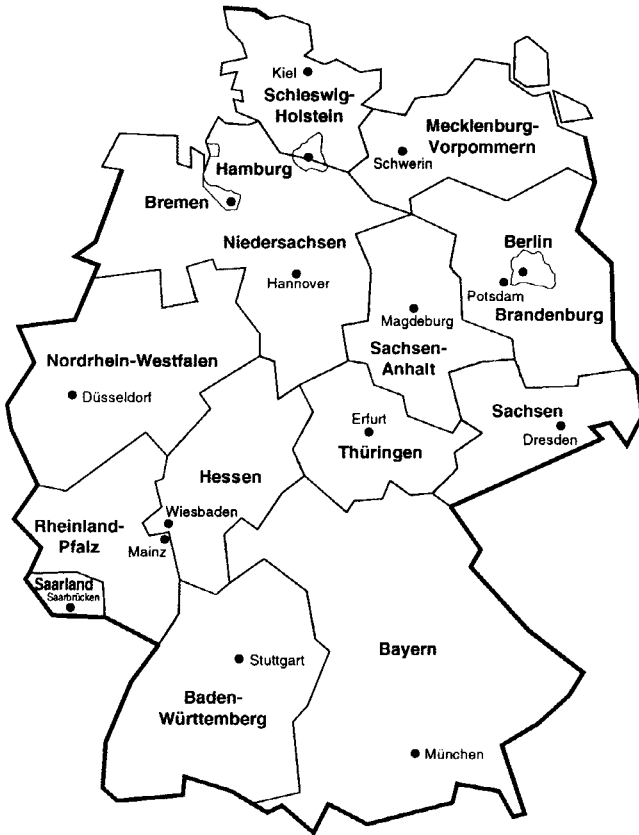 Kiel
Schleswig-
Holstein
Mecklenburg-
Vorpommern
Schwerin
Hamburg
Bremen
Niedersachsen
Hannover
Berlin
Potsdam
Brandenburg
Magdeburg
Sachsen-
Anhalt
Nordrhein-Westfalen
Düsseldorf
Sachsen
Dresden
Erfurt
Thüringen
Hessen
Wiesbaden
Mainz
Rheinland-
Pfalz
Saarland
Saarbrücken
Bayern
Stuttgart
Baden-
Württemberg
München